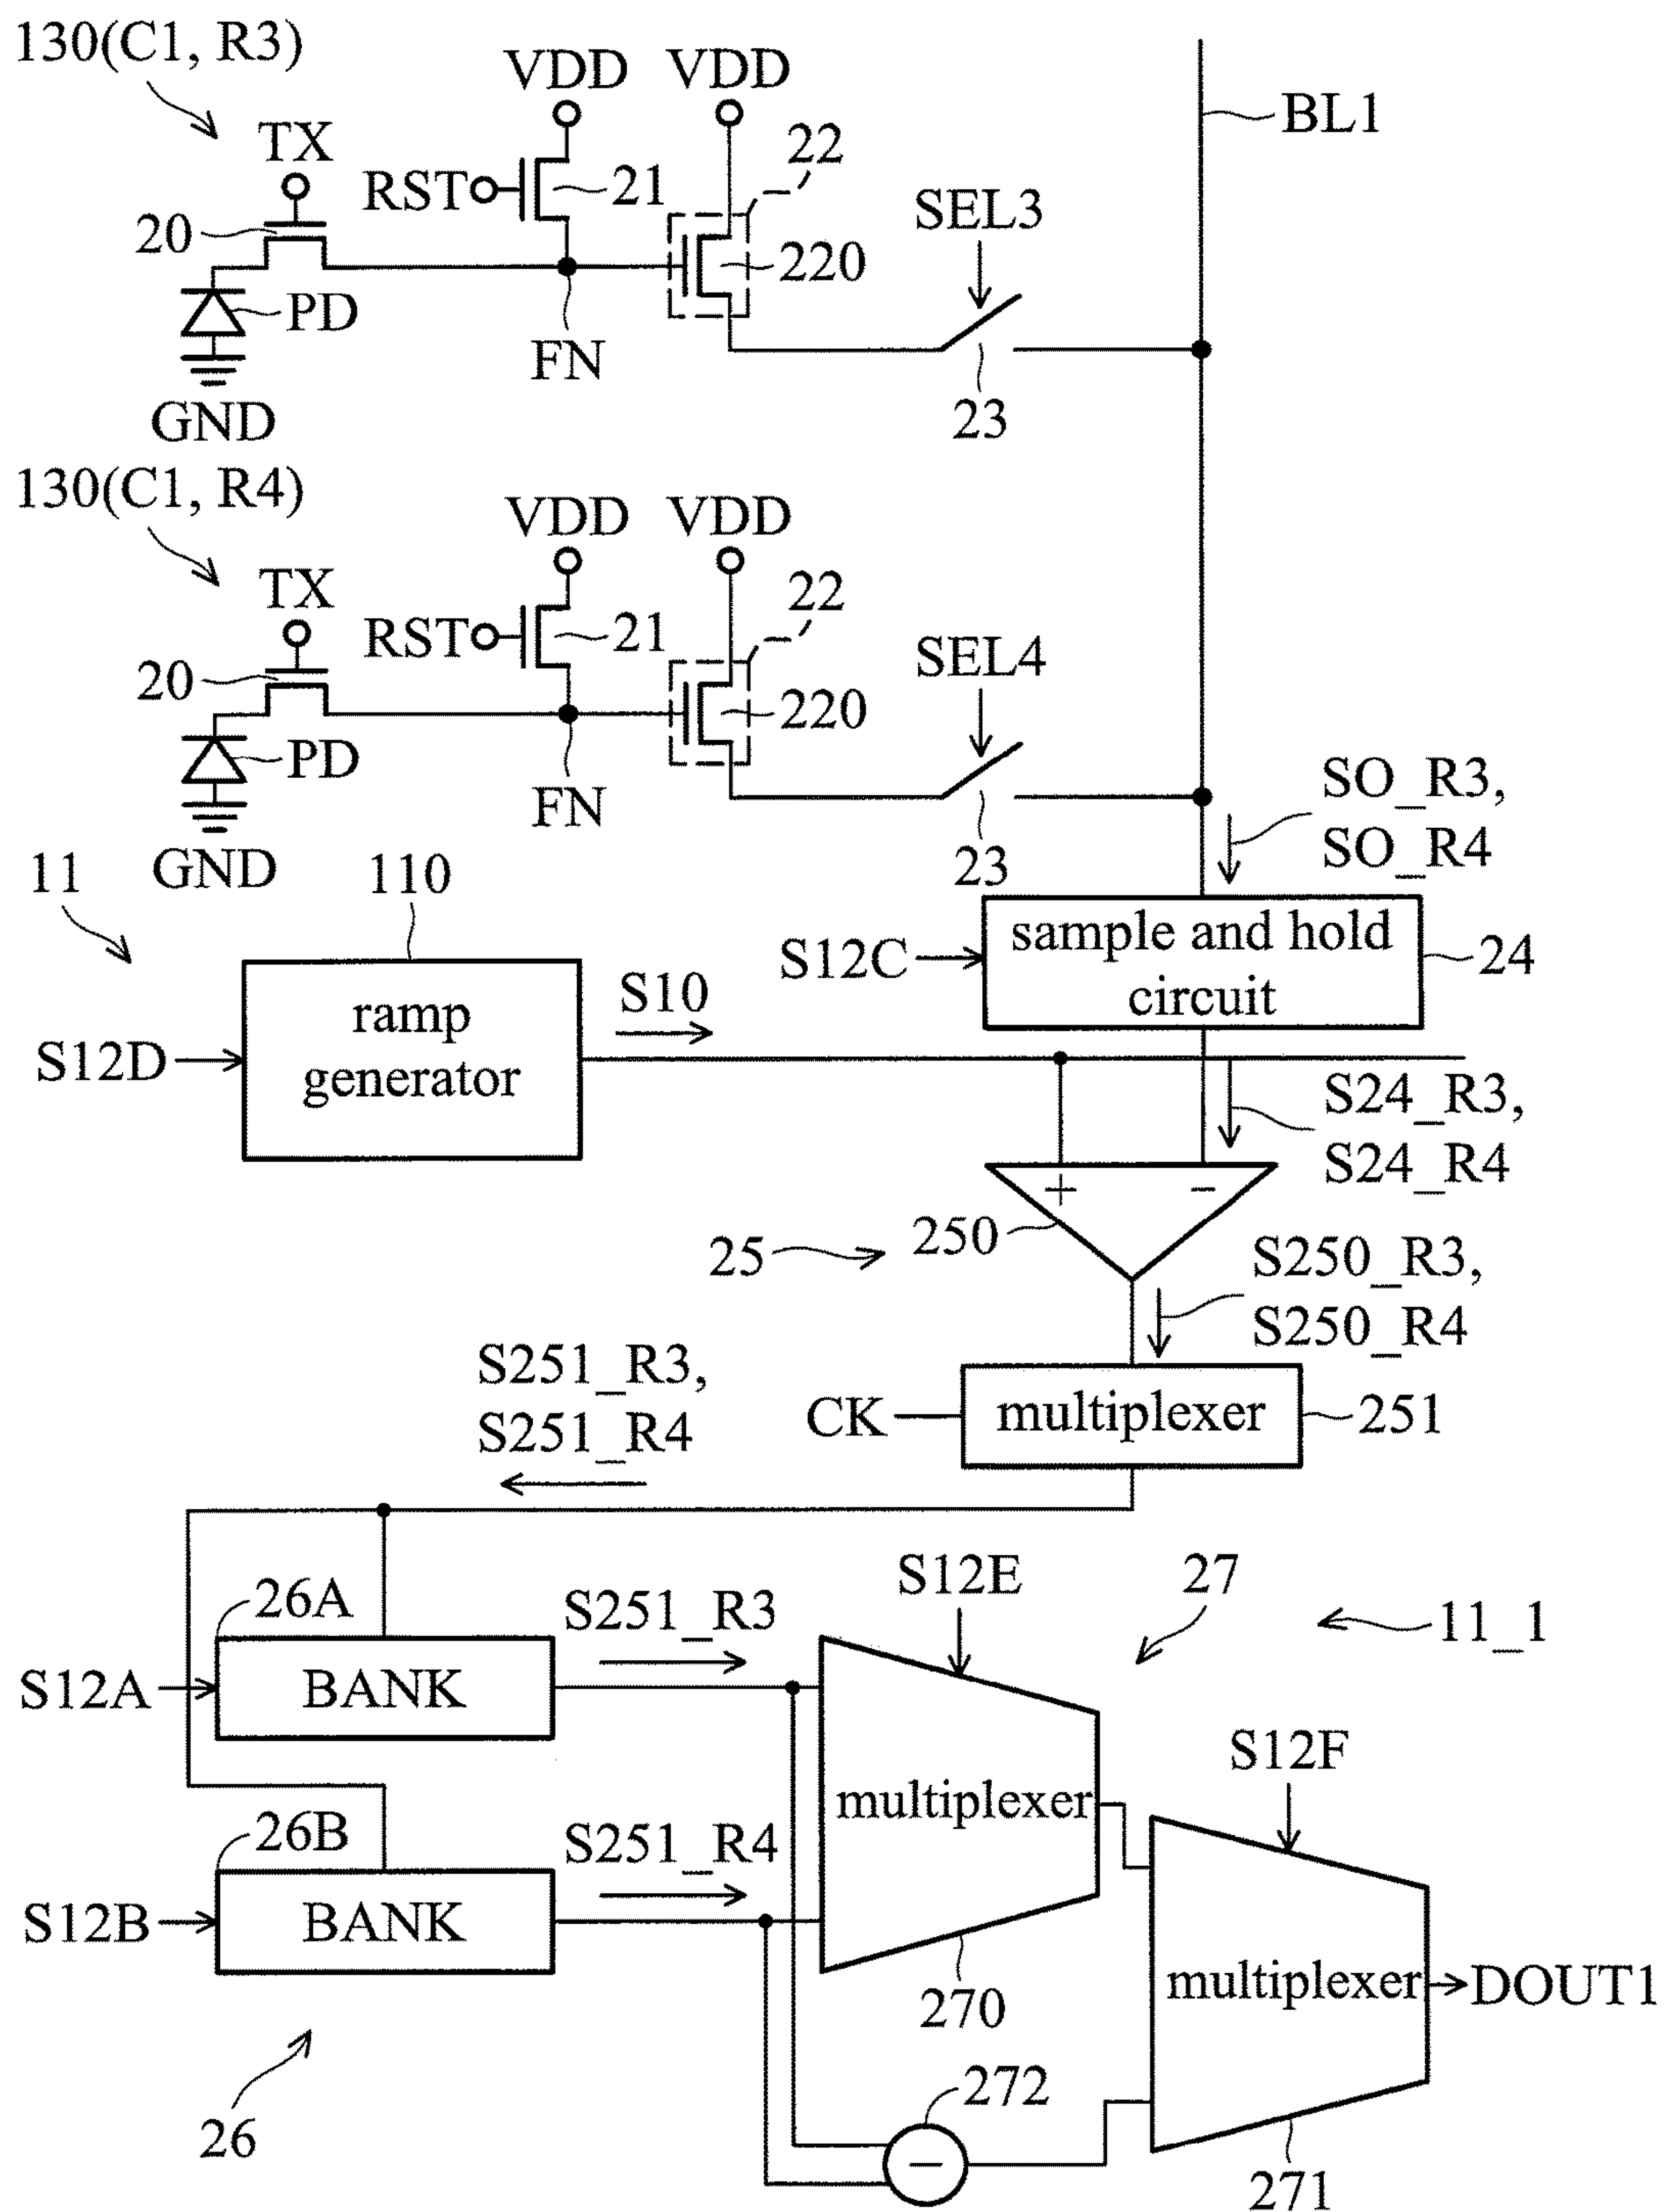 130(C1, R3)
VDD
VDD
BL1
TX
22
RST
21
SEL3
20
220
PD
FN
23
GND
130(C1, R4)
VDD
VDD
TX
22
RST
21
SEL4
20
220
PD
SO_R3,
FN
SO_R4
23
GND
11
110
sample and hold
circuit
24
S12C
S10
ramp
generator
S12D
S24_R3,
S24_R4
+
−
250
25
S250_R3,
S250_R4
S251_R3,
S251_R4
CK
multiplexer
251
S12E
27
26A
S251_R3
11_1
S12A
BANK
S12F
multiplexer
26B
S251_R4
S12B
BANK
multiplexer
DOUT1
270
272
26
−
271